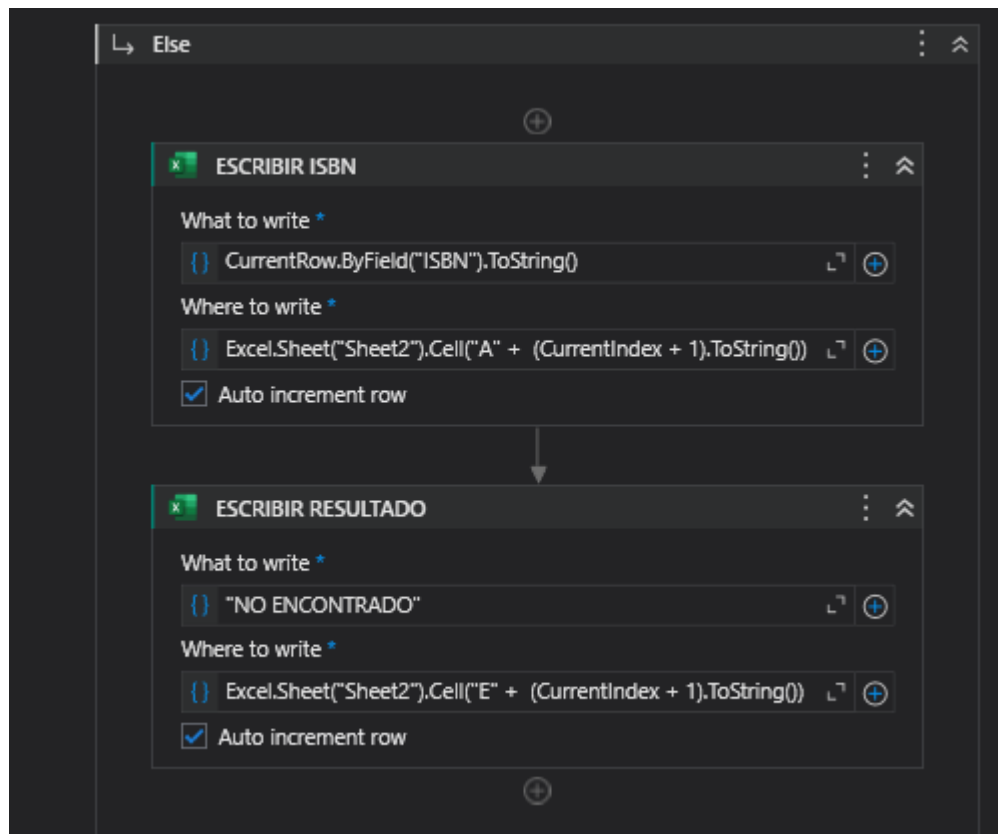 Else
ESCRIBIR ISBN
What to write *
{} CurrentRow.ByField("ISBN").ToString()
Where to write *
{} Excel.Sheet("Sheet2").Cell("A" +  (CurrentIndex + 1).ToString())
Auto increment row
ESCRIBIR RESULTADO
What to write *
{} "NO ENCONTRADO"
Where to write *
{} Excel.Sheet("Sheet2").Cell("E" +  (CurrentIndex + 1).ToString())
Auto increment row